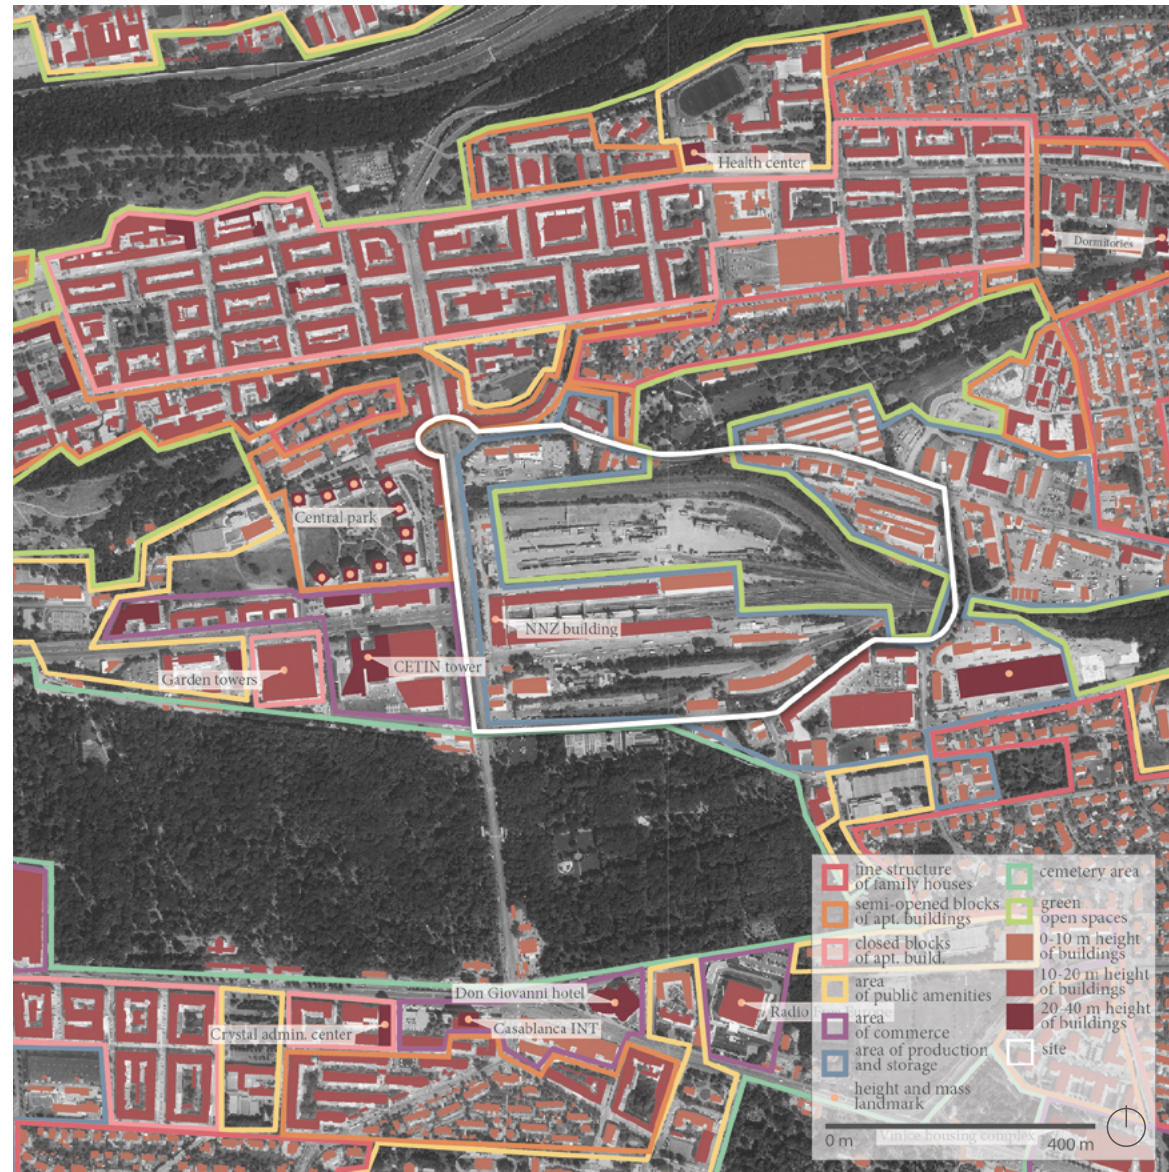 Health center
Dormitories
Central park
NNZ building
CETIN tower
Garden towers
Don Giovanni hotel
Casablanca INT
Crystal admin. center
Radio
line structure
of family houses
semi-opened blocks
of apt. buildings
closed blocks
of apt. build.
area
of public amenities
area
of commerce
area of production
and storage
height and mass
landmark
cemetery area
green
open spaces
0-10 m height
of buildings
10-20 m height
of buildings
20-40 m height
of buildings
site
0 m
400 m
Vinice housing complex